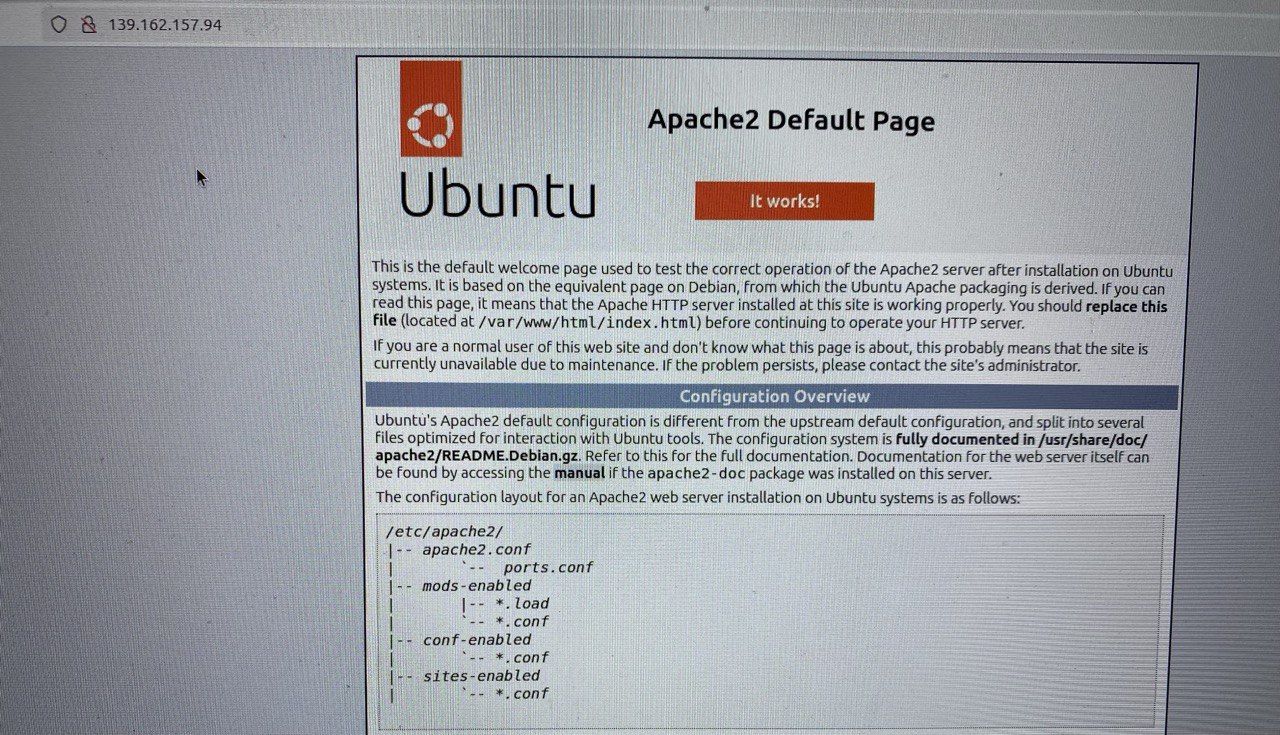 139.162.157.94
Apache2 Default Page
Ubuntu
It works!
This is the default welcome page used to test the correct operation of the Apache2 server after installation on Ubuntu
systems. It is based on the equivalent page on Debian, from which the Ubuntu Apache packaging is derived. If you can
read this page, it means that the Apache HTTP server installed at this site is working properly. You should replace this
file (located at /var/www/html/index.html) before continuing to operate your HTTP server.
If you are a normal user of this web site and don't know what this page is about, this probably means that the site is
currently unavailable due to maintenance. If the problem persists, please contact the site's administrator.
Configuration Overview
Ubuntu's Apache2 default configuration is different from the upstream default configuration, and split into several
files optimized for interaction with Ubuntu tools. The configuration system is fully documented in /usr/share/doc/
apache2/README.Debian.gz. Refer to this for the full documentation. Documentation for the web server itself can
be found by accessing the manual if the apache2-doc package was installed on this server.
The configuration layout for an Apache2 web server installation on Ubuntu systems is as follows:
/etc/apache2/
|-- apache2.conf
|       `--  ports.conf
|-- mods-enabled
|       |-- *.load
|       `-- *.conf
|-- conf-enabled
|       `-- *.conf
|-- sites-enabled
|       `-- *.conf